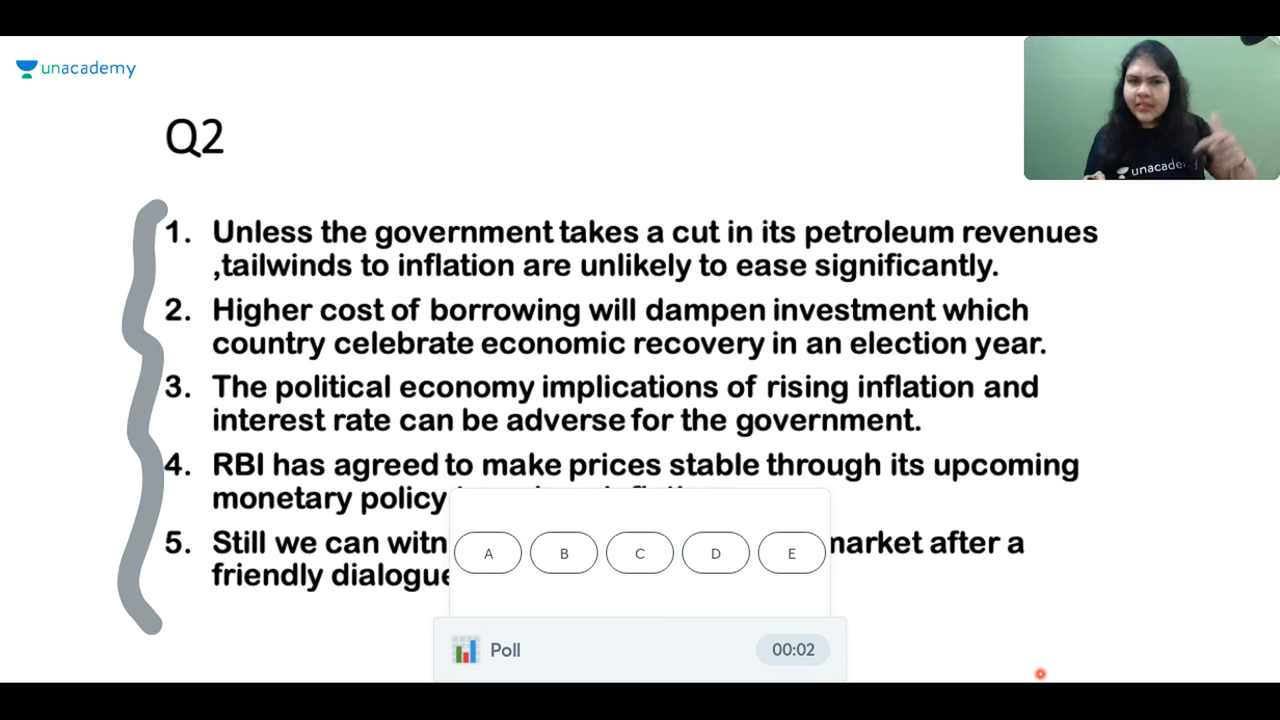 unacademy
Q2
1. Unless the government takes a cut in its petroleum revenues
,tailwinds to inflation are unlikely to ease significantly.
2. Higher cost of borrowing will dampen investment which
country celebrate economic recovery in an election year.
3. The political economy implications of rising inflation and
interest rate can be adverse for the government.
4. RBI has agreed to make prices stable through its upcoming
monetary policy
5. Still we can market after a
friendly dialogue
A B C D E
Poll 00:02
unacademy